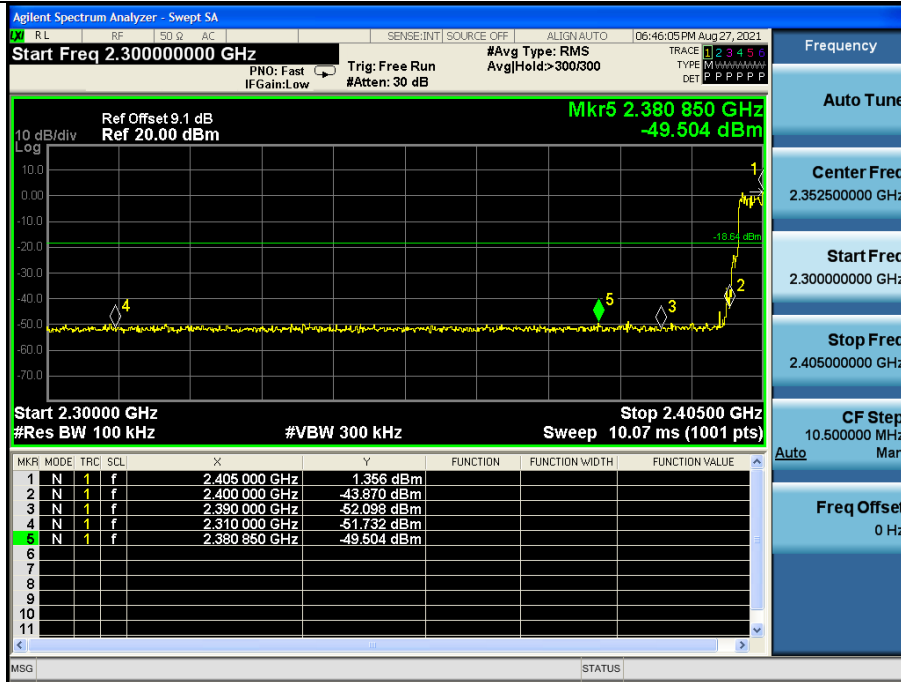 Agilent Spectrum Analyzer - Swept SA
LXI RL RF 50 Ω AC SENSE:INT SOURCE OFF ALIGN AUTO 06:46:05 PM Aug 27, 2021
Start Freq 2.300000000 GHz
PNO: Fast
IFGain:Low
Trig: Free Run
#Atten: 30 dB
#Avg Type: RMS
Avg|Hold:>300/300
TRACE 1 2 3 4 5 6
TYPE M W W W W W
DET P P P P P P
Ref Offset 9.1 dB
Ref 20.00 dBm
10 dB/div
Log
Mkr5 2.380 850 GHz
-49.504 dBm
10.0
0.00
-10.0
-20.0
-30.0
-40.0
-50.0
-60.0
-70.0
1
-18.64 dBm
2
3
4
5
Start 2.30000 GHz
Stop 2.40500 GHz
#Res BW 100 kHz
#VBW 300 kHz
Sweep 10.07 ms (1001 pts)
MKR MODE TRC SCL X Y FUNCTION FUNCTION WIDTH FUNCTION VALUE
1 N 1 f 2.405 000 GHz 1.356 dBm
2 N 1 f 2.400 000 GHz -43.870 dBm
3 N 1 f 2.390 000 GHz -52.098 dBm
4 N 1 f 2.310 000 GHz -51.732 dBm
5 N 1 f 2.380 850 GHz -49.504 dBm
6
7
8
9
10
11
MSG
STATUS
Frequency
Auto Tune
Center Freq
2.352500000 GHz
Start Freq
2.300000000 GHz
Stop Freq
2.405000000 GHz
CF Step
10.500000 MHz
Auto Man
Freq Offset
0 Hz